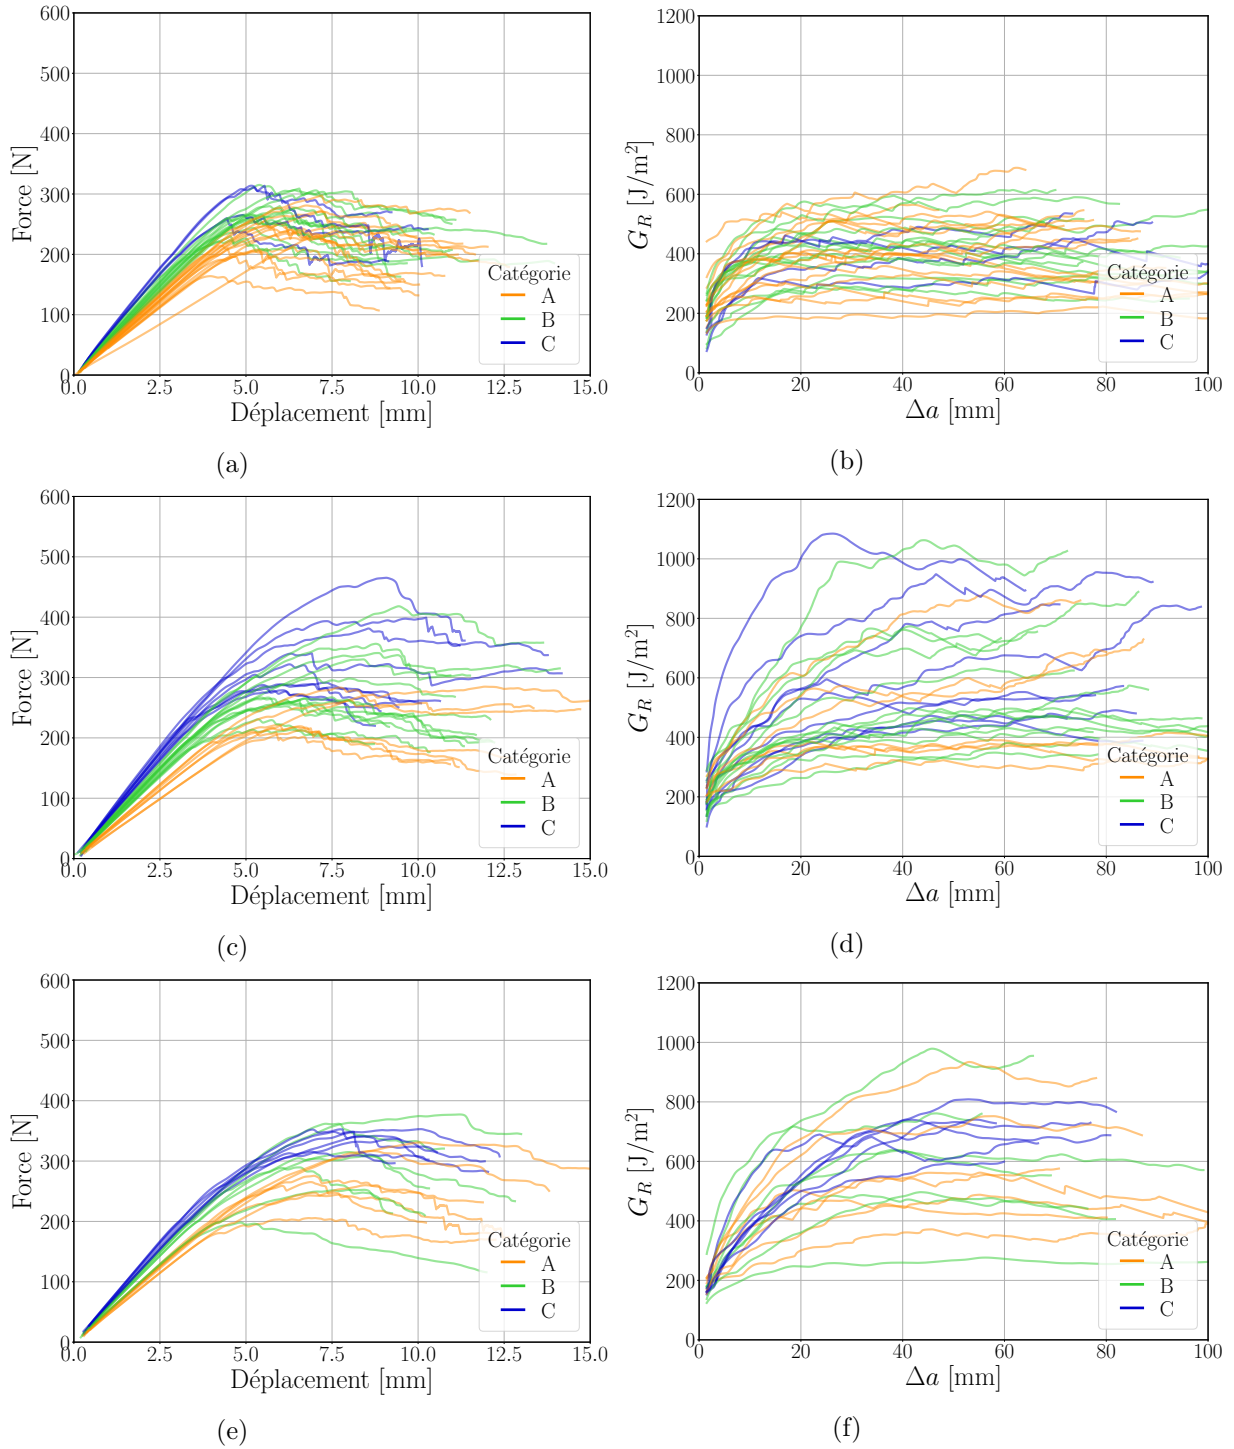 600
500
400
300
200
100
0
Force [N]
0.0 2.5 5.0 7.5 10.0 12.5 15.0
Déplacement [mm]
Catégorie
A
B
C
(a)
1200
1000
800
600
400
200
0
G_R [J/m²]
0 20 40 60 80 100
Δa [mm]
Catégorie
A
B
C
(b)
600
500
400
300
200
100
0
Force [N]
0.0 2.5 5.0 7.5 10.0 12.5 15.0
Déplacement [mm]
Catégorie
A
B
C
(c)
1200
1000
800
600
400
200
0
G_R [J/m²]
0 20 40 60 80 100
Δa [mm]
Catégorie
A
B
C
(d)
600
500
400
300
200
100
0
Force [N]
0.0 2.5 5.0 7.5 10.0 12.5 15.0
Déplacement [mm]
Catégorie
A
B
C
(e)
1200
1000
800
600
400
200
0
G_R [J/m²]
0 20 40 60 80 100
Δa [mm]
Catégorie
A
B
C
(f)